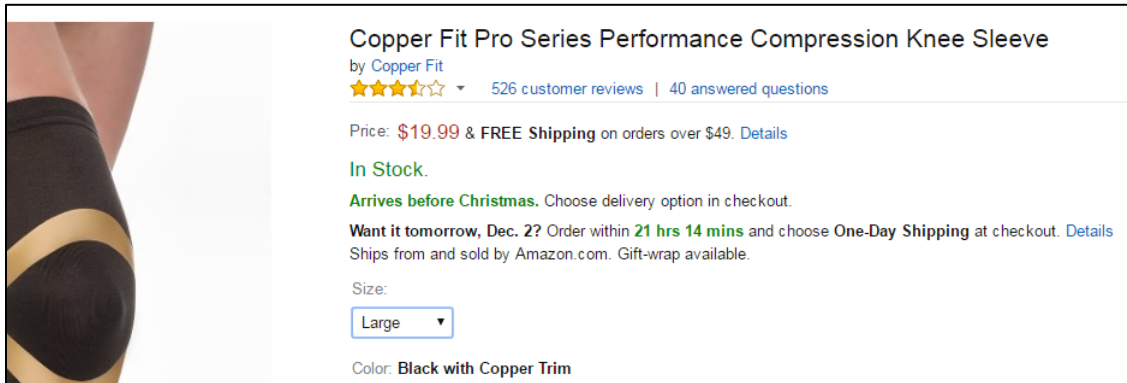 Copper Fit Pro Series Performance Compression Knee Sleeve
by Copper Fit
526 customer reviews | 40 answered questions
Price: $19.99 & FREE Shipping on orders over $49. Details
In Stock.
Arrives before Christmas. Choose delivery option in checkout.
Want it tomorrow, Dec. 2? Order within 21 hrs 14 mins and choose One-Day Shipping at checkout. Details
Ships from and sold by Amazon.com. Gift-wrap available.
Size:
Large
Color: Black with Copper Trim